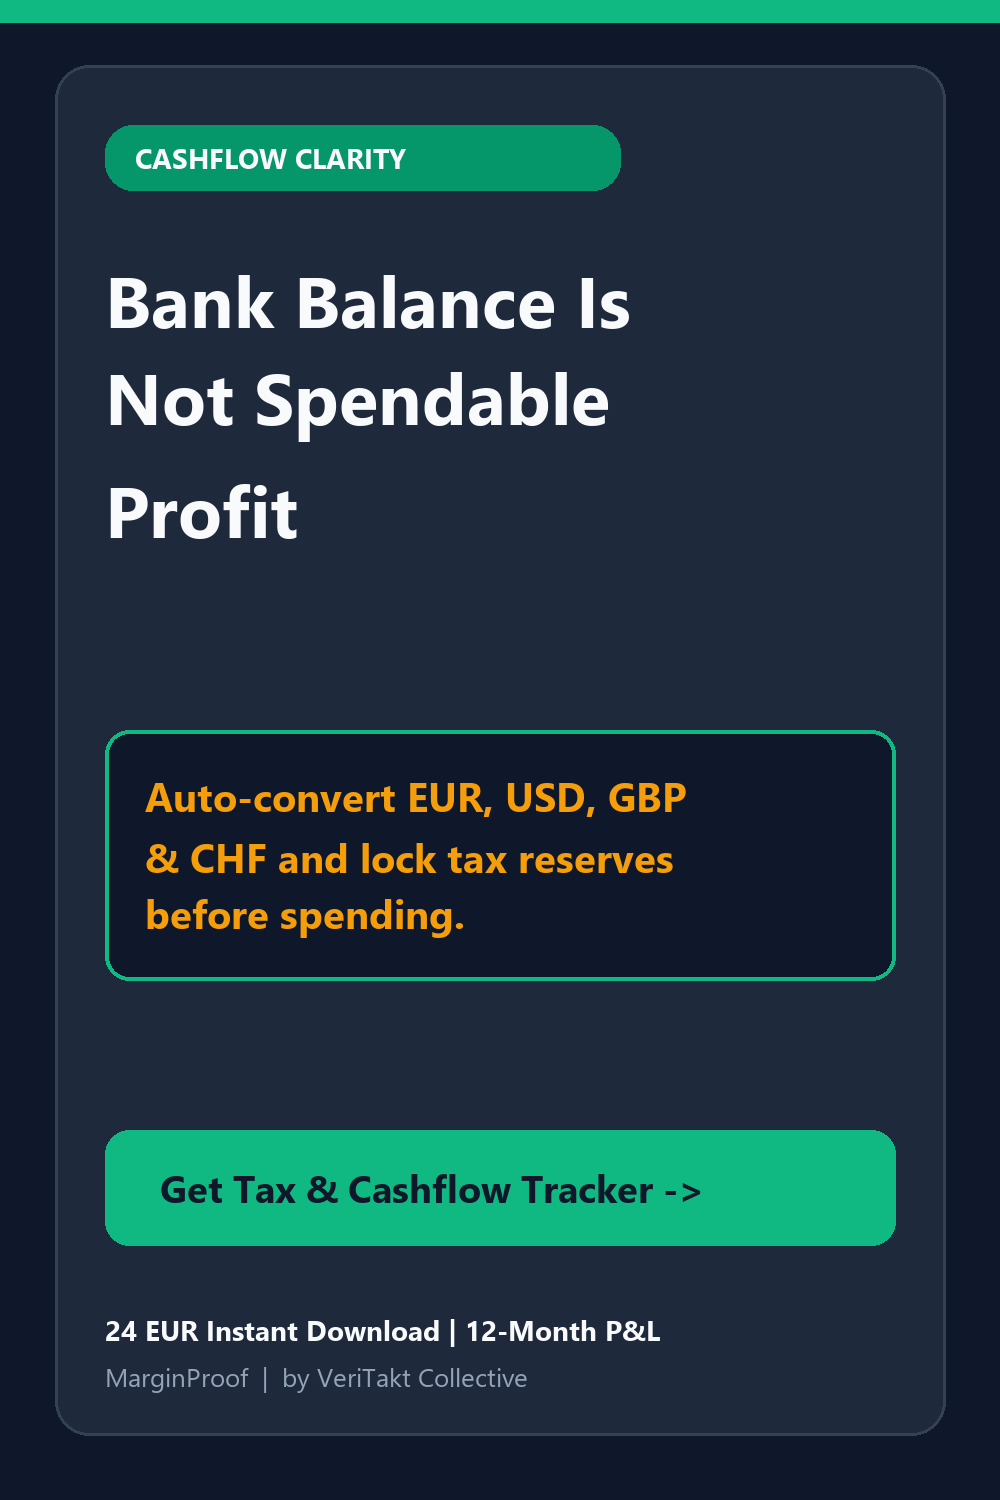 CASHFLOW CLARITY
Bank Balance Is
Not Spendable
Profit
Auto-convert EUR, USD, GBP
& CHF and lock tax reserves
before spending.
Get Tax & Cashflow Tracker ->
24 EUR Instant Download | 12-Month P&L
MarginProof | by VeriTakt Collective